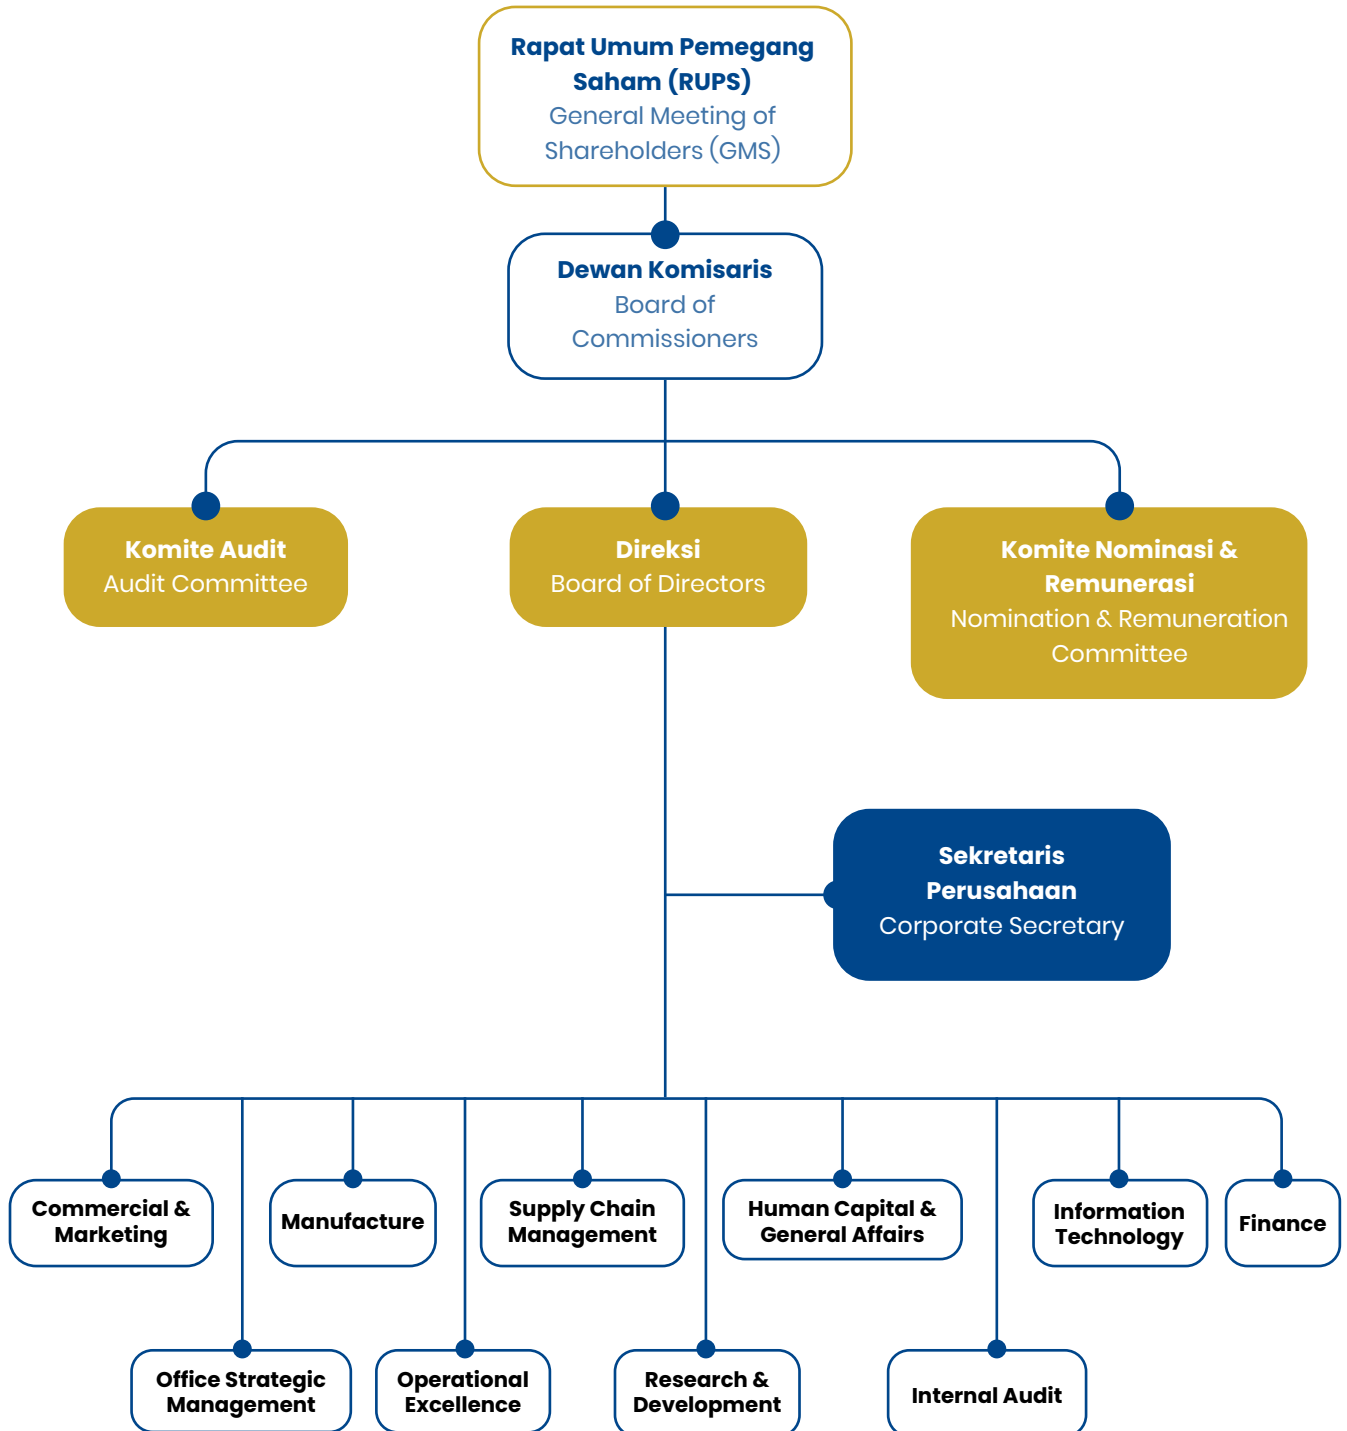 Rapat Umum Pemegang
Saham (RUPS)
General Meeting of
Shareholders (GMS)
Dewan Komisaris
Board of
Commissioners
Komite Audit
Audit Committee
Direksi
Board of Directors
Komite Nominasi &
Remunerasi
Nomination & Remuneration
Committee
Sekretaris
Perusahaan
Corporate Secretary
Commercial &
Marketing
Manufacture
Supply Chain
Management
Human Capital &
General Affairs
Information
Technology
Finance
Office Strategic
Management
Operational
Excellence
Research &
Development
Internal Audit